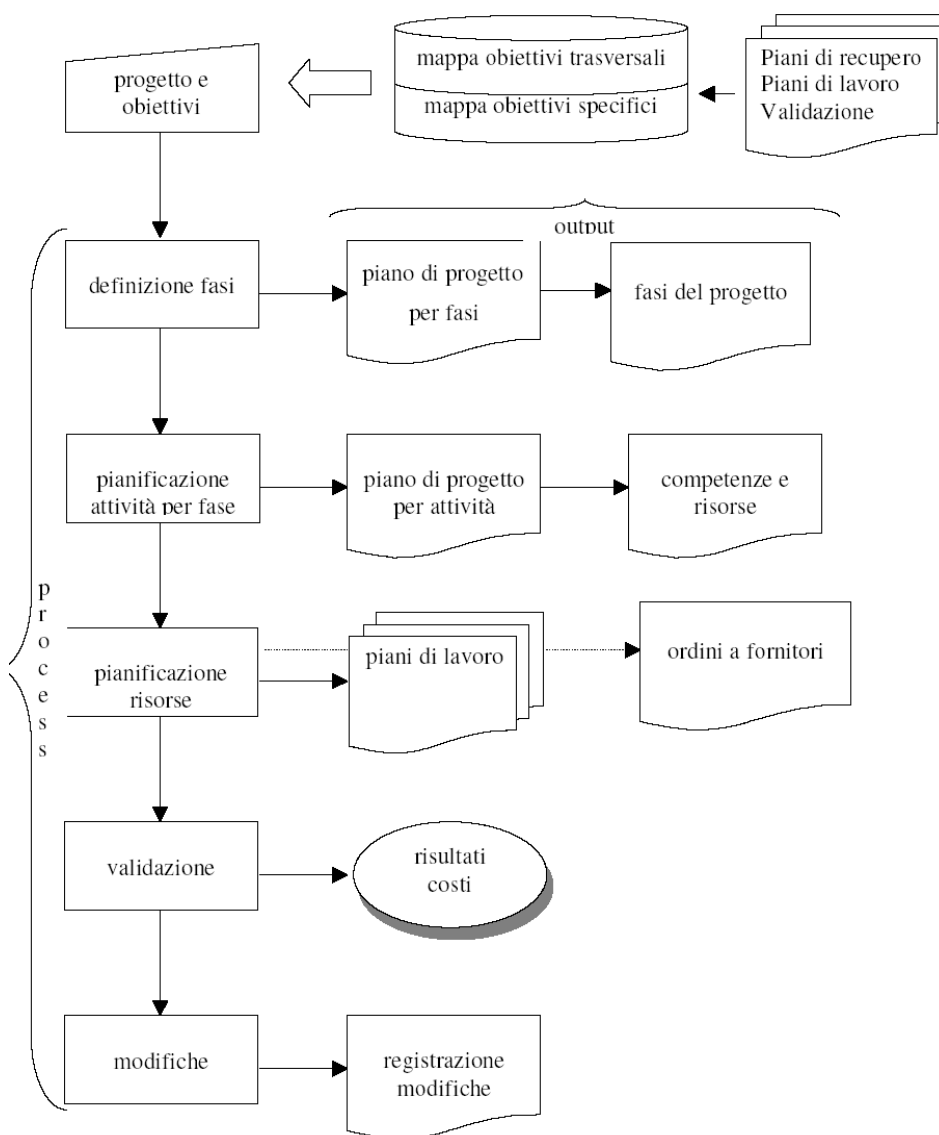 progetto e
obiettivi
mappa obiettivi trasversali
mappa obiettivi specifici
Piani di recupero
Piani di lavoro
Validazione
output
definizione fasi
piano di progetto
per fasi
fasi del progetto
pianificazione
attività per fase
piano di progetto
per attività
competenze e
risorse
process
pianificazione
risorse
piani di lavoro
ordini a fornitori
validazione
risultati
costi
modifiche
registrazione
modifiche